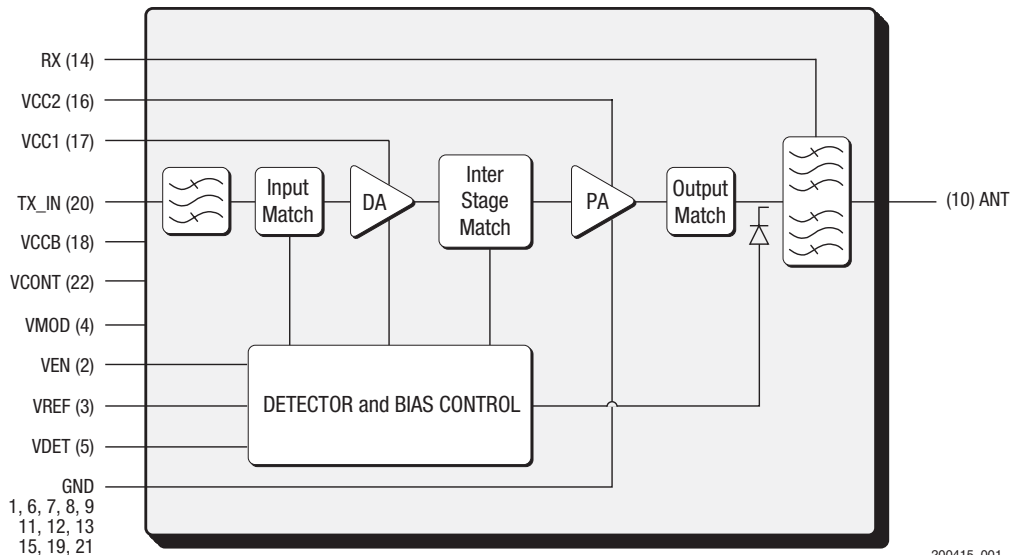 RX (14)
VCC2 (16)
VCC1 (17)
TX_IN (20)
VCCB (18)
VCONT (22)
VMOD (4)
VEN (2)
VREF (3)
VDET (5)
GND
1, 6, 7, 8, 9
11, 12, 13
15, 19, 21
Input
Match
DA
Inter
Stage
Match
PA
Output
Match
(10) ANT
DETECTOR and BIAS CONTROL
200415_001